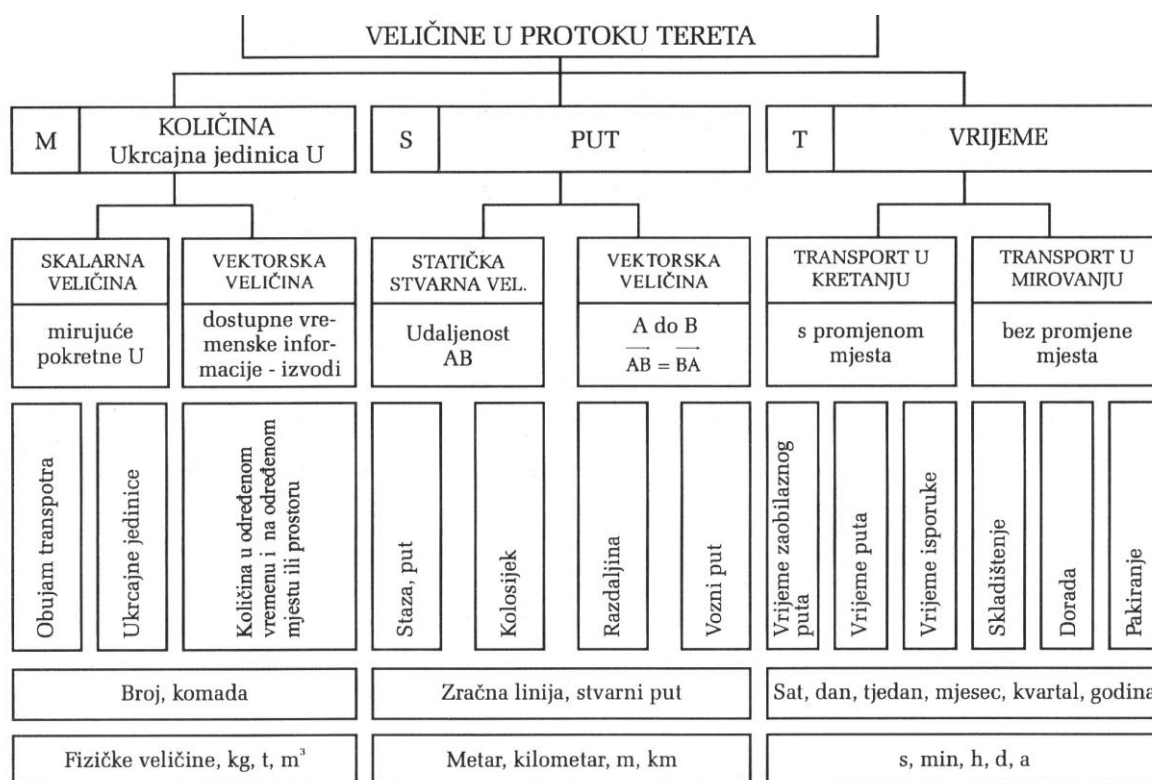 VELIČINE U PROTOKU TERETA
M
KOLIČINA
Ukrcajna jedinica U
S
PUT
T
VRIJEME
SKALARNA
VELIČINA
mirujuće
pokretne U
VEKTORSKA
VELIČINA
dostupne vre-
menske infor-
macije - izvodi
STATIČKA
STVARNA VEL.
Udaljenost
AB
VEKTORSKA
VELIČINA
A do B
AB = BA
TRANSPORT U
KRETANJU
s promjenom
mjesta
TRANSPORT U
MIROVANJU
bez promjene
mjesta
Obujam transpotra
Ukrcajne jedinice
Količina u određenom
vremenu i na određenom
mjestu ili prostoru
Staza, put
Kolosijek
Razdaljina
Vozni put
Vrijeme zaobilaznog
puta
Vrijeme puta
Vrijeme isporuke
Skladištenje
Dorada
Pakiranje
Broj, komada
Zračna linija, stvarni put
Sat, dan, tjedan, mjesec, kvartal, godina
Fizičke veličine, kg, t, m³
Metar, kilometar, m, km
s, min, h, d, a